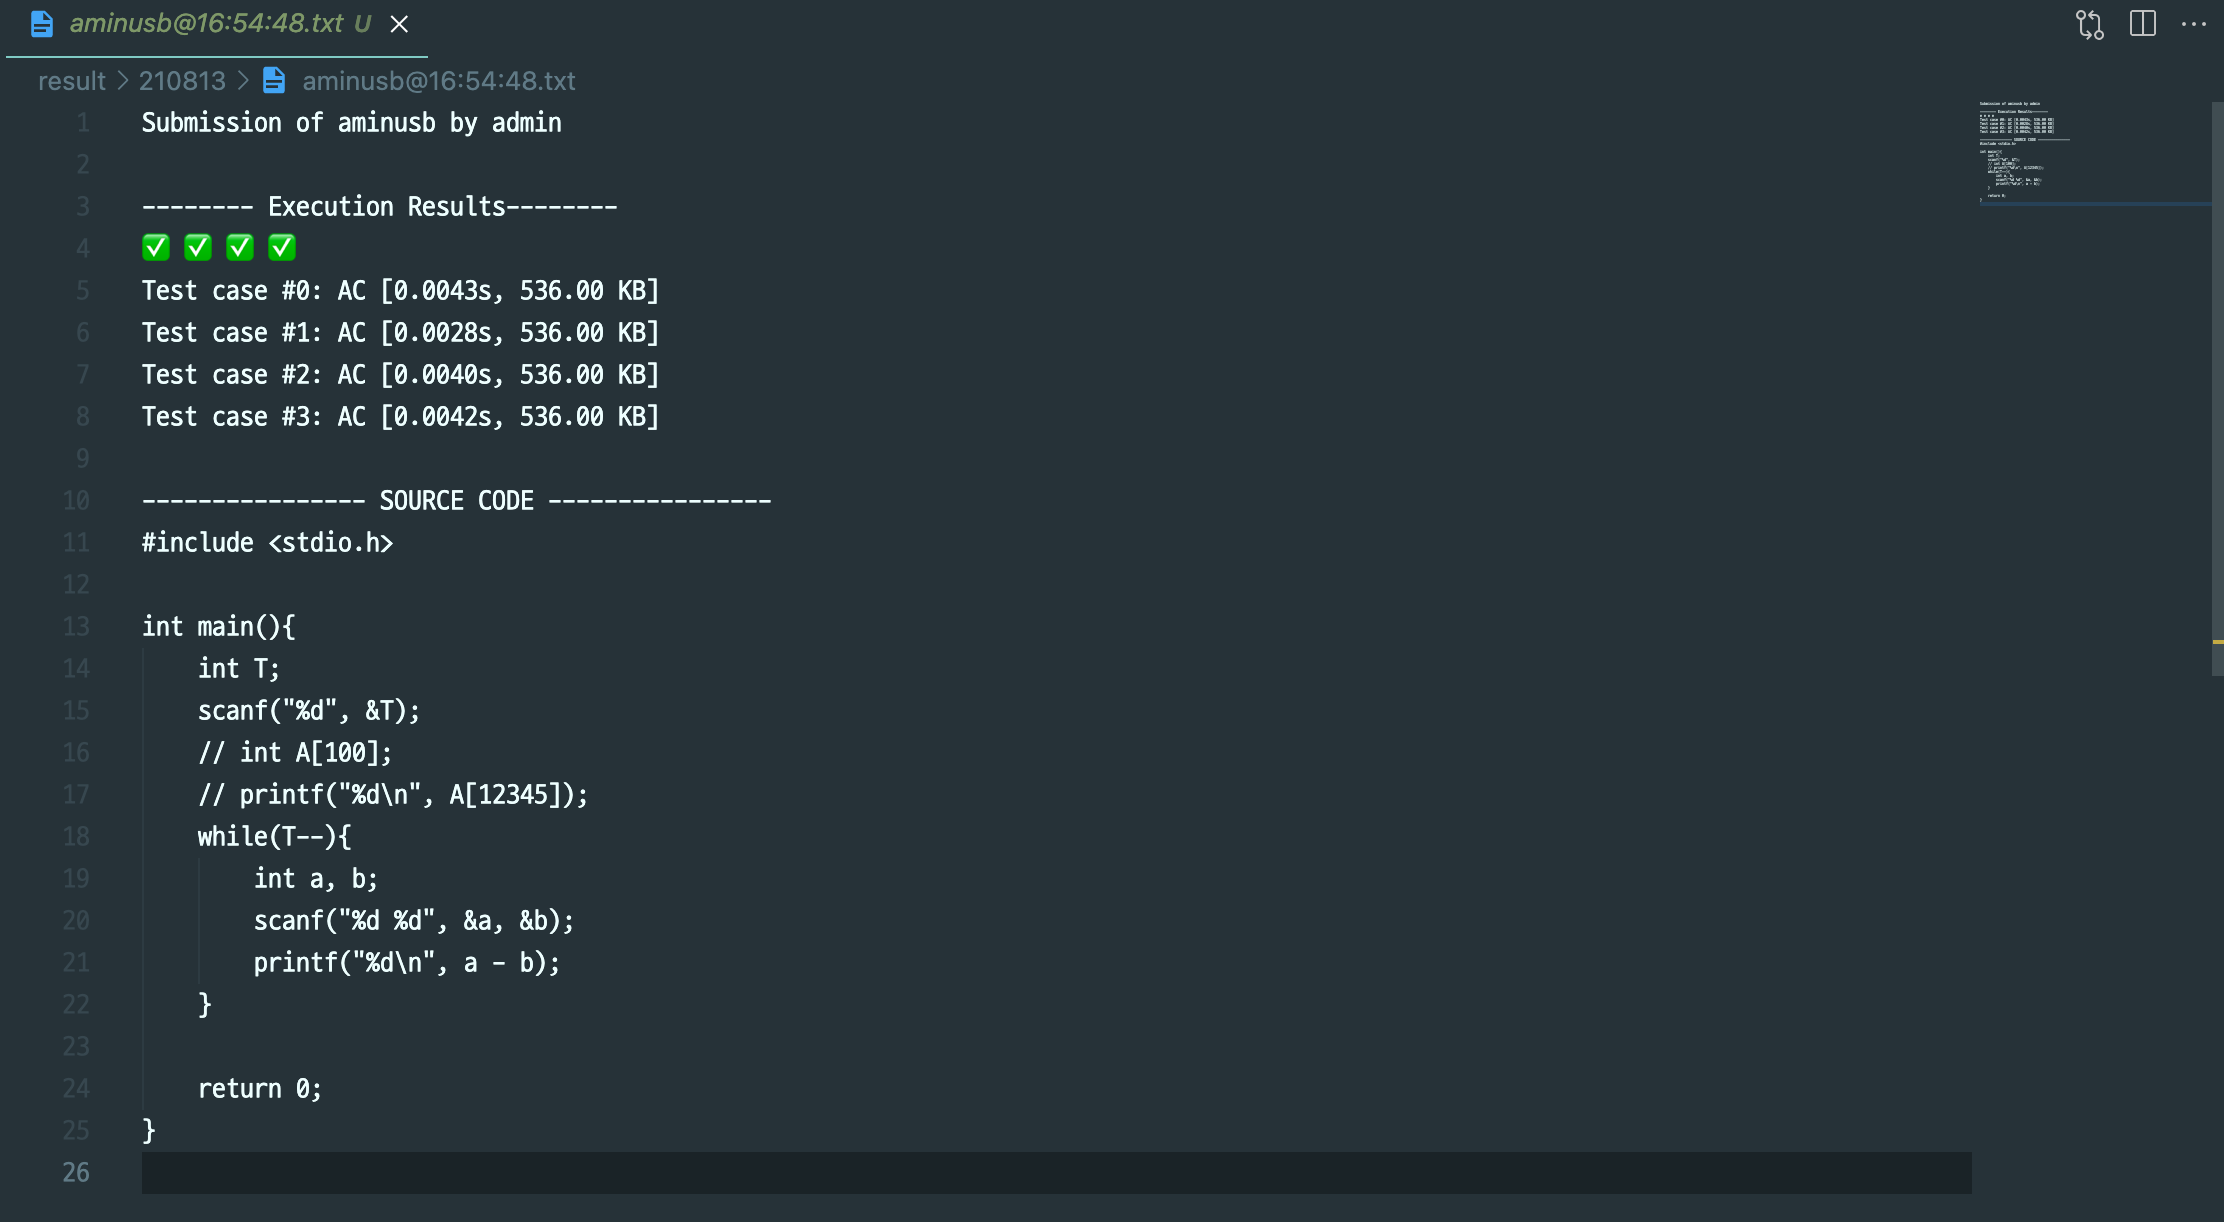 aminusb@16:54:48.txt U
result > 210813 > aminusb@16:54:48.txt
1 Submission of aminusb by admin
2
3 -------- Execution Results--------
4 ✅ ✅ ✅ ✅
5 Test case #0: AC [0.0043s, 536.00 KB]
6 Test case #1: AC [0.0028s, 536.00 KB]
7 Test case #2: AC [0.0040s, 536.00 KB]
8 Test case #3: AC [0.0042s, 536.00 KB]
9
10 ---------------- SOURCE CODE ----------------
11 #include <stdio.h>
12
13 int main(){
14     int T;
15     scanf("%d", &T);
16     // int A[100];
17     // printf("%d\n", A[12345]);
18     while(T--){
19         int a, b;
20         scanf("%d %d", &a, &b);
21         printf("%d\n", a - b);
22     }
23
24     return 0;
25 }
26